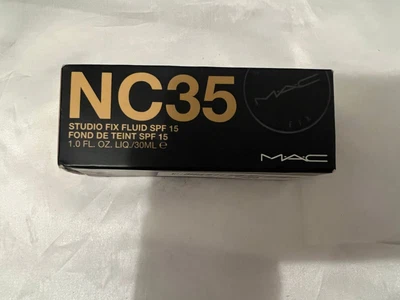 NC35
STUDIO FIX FLUID SPF 15
FOND DE TEINT SPF 15
1.0 FL. OZ. LIQ./30ML ℮
MAC
MAC